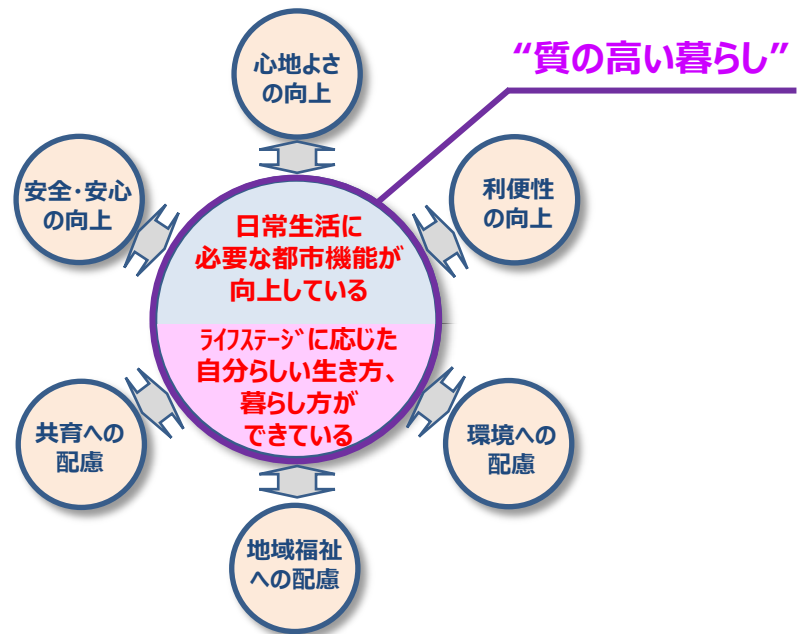 “質の高い暮らし”
心地よさ
の向上
安全・安心
の向上
利便性
の向上
日常生活に
必要な都市機能が
向上している
ﾗｲﾌｽﾃｰｼﾞに応じた
自分らしい生き方、
暮らし方が
できている
共育への
配慮
環境への
配慮
地域福祉
への配慮